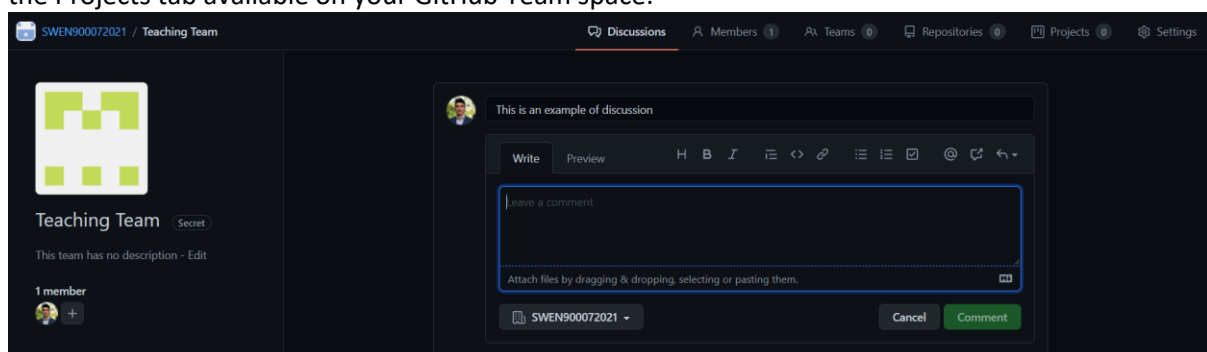 the Projects tab available on your GitHub Team space.
SWEN900072021 / Teaching Team
Discussions Members 1 Teams 0 Repositories 0 Projects 0 Settings
This is an example of discussion
Write Preview H B I
Leave a comment
Attach files by dragging & dropping, selecting or pasting them.
Teaching Team Secret
This team has no description - Edit
1 member
+
SWEN900072021 Cancel Comment